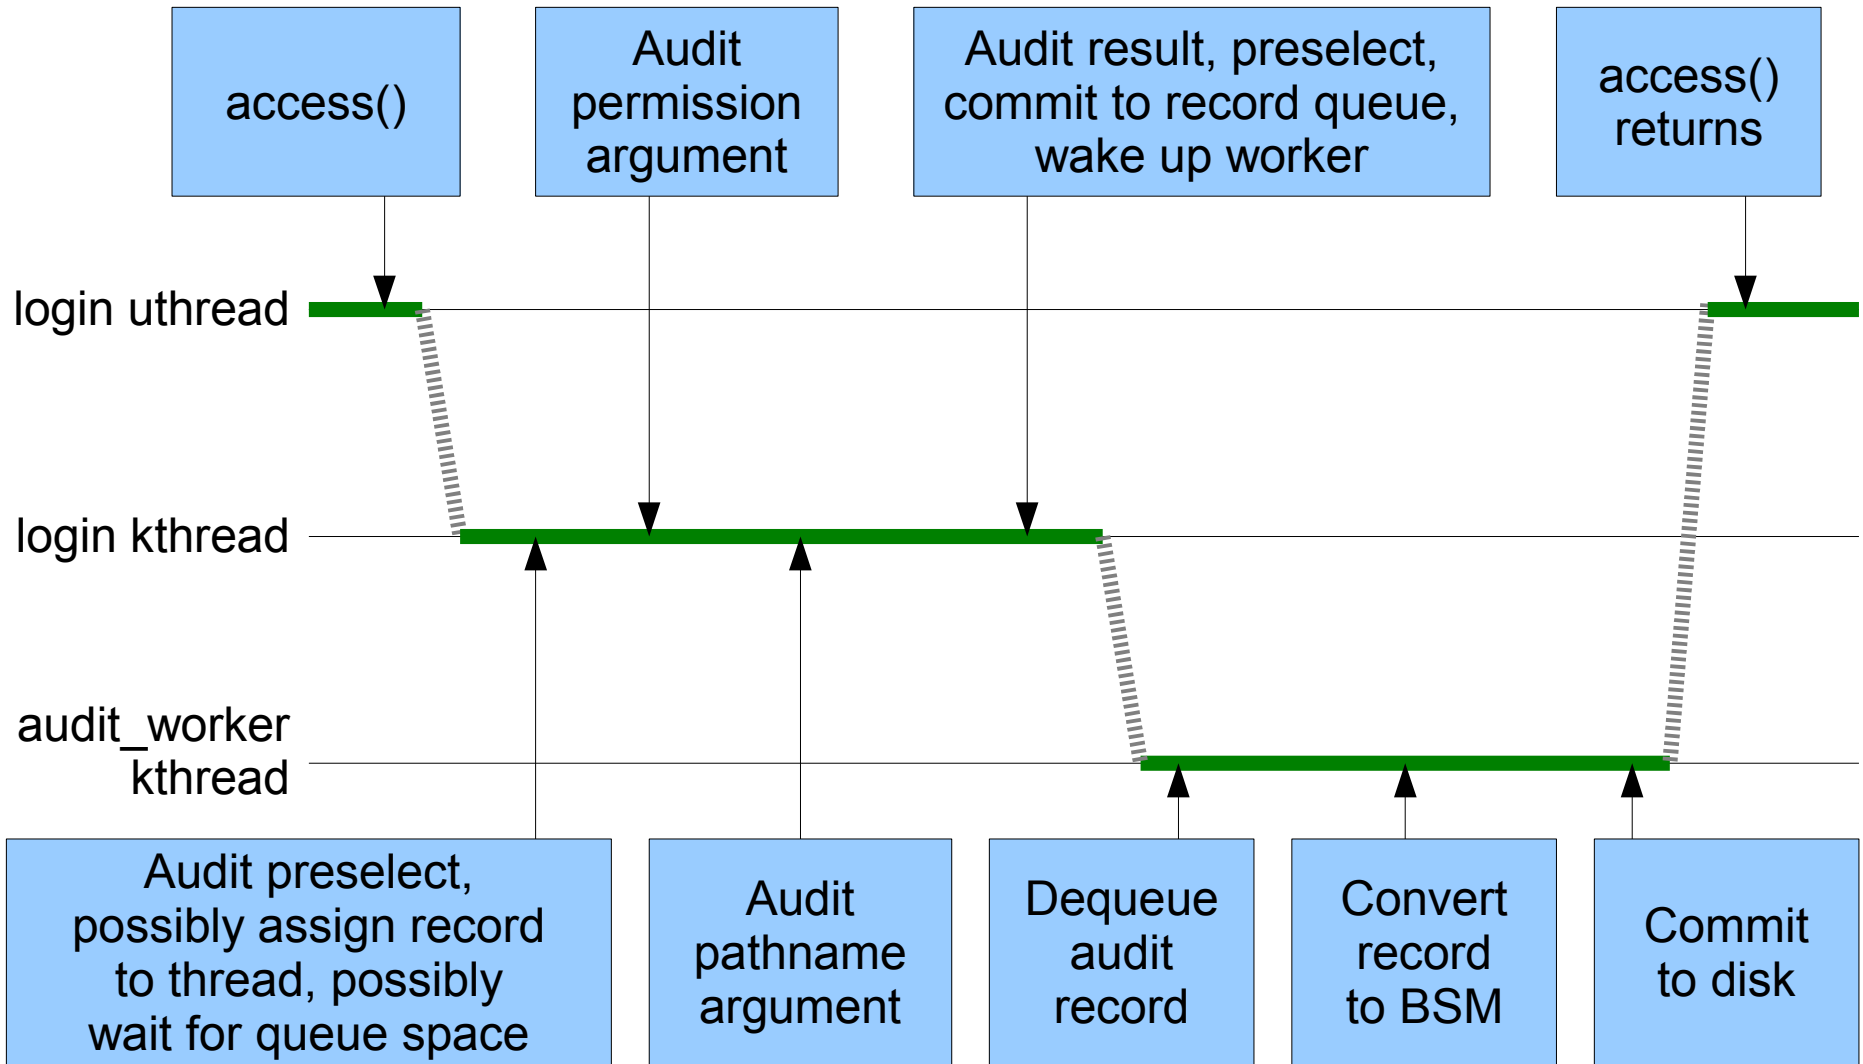 access()
Audit
permission
argument
Audit result, preselect,
commit to record queue,
wake up worker
access()
returns
login uthread
login kthread
audit_worker
kthread
Audit preselect,
possibly assign record
to thread, possibly
wait for queue space
Audit
pathname
argument
Dequeue
audit
record
Convert
record
to BSM
Commit
to disk